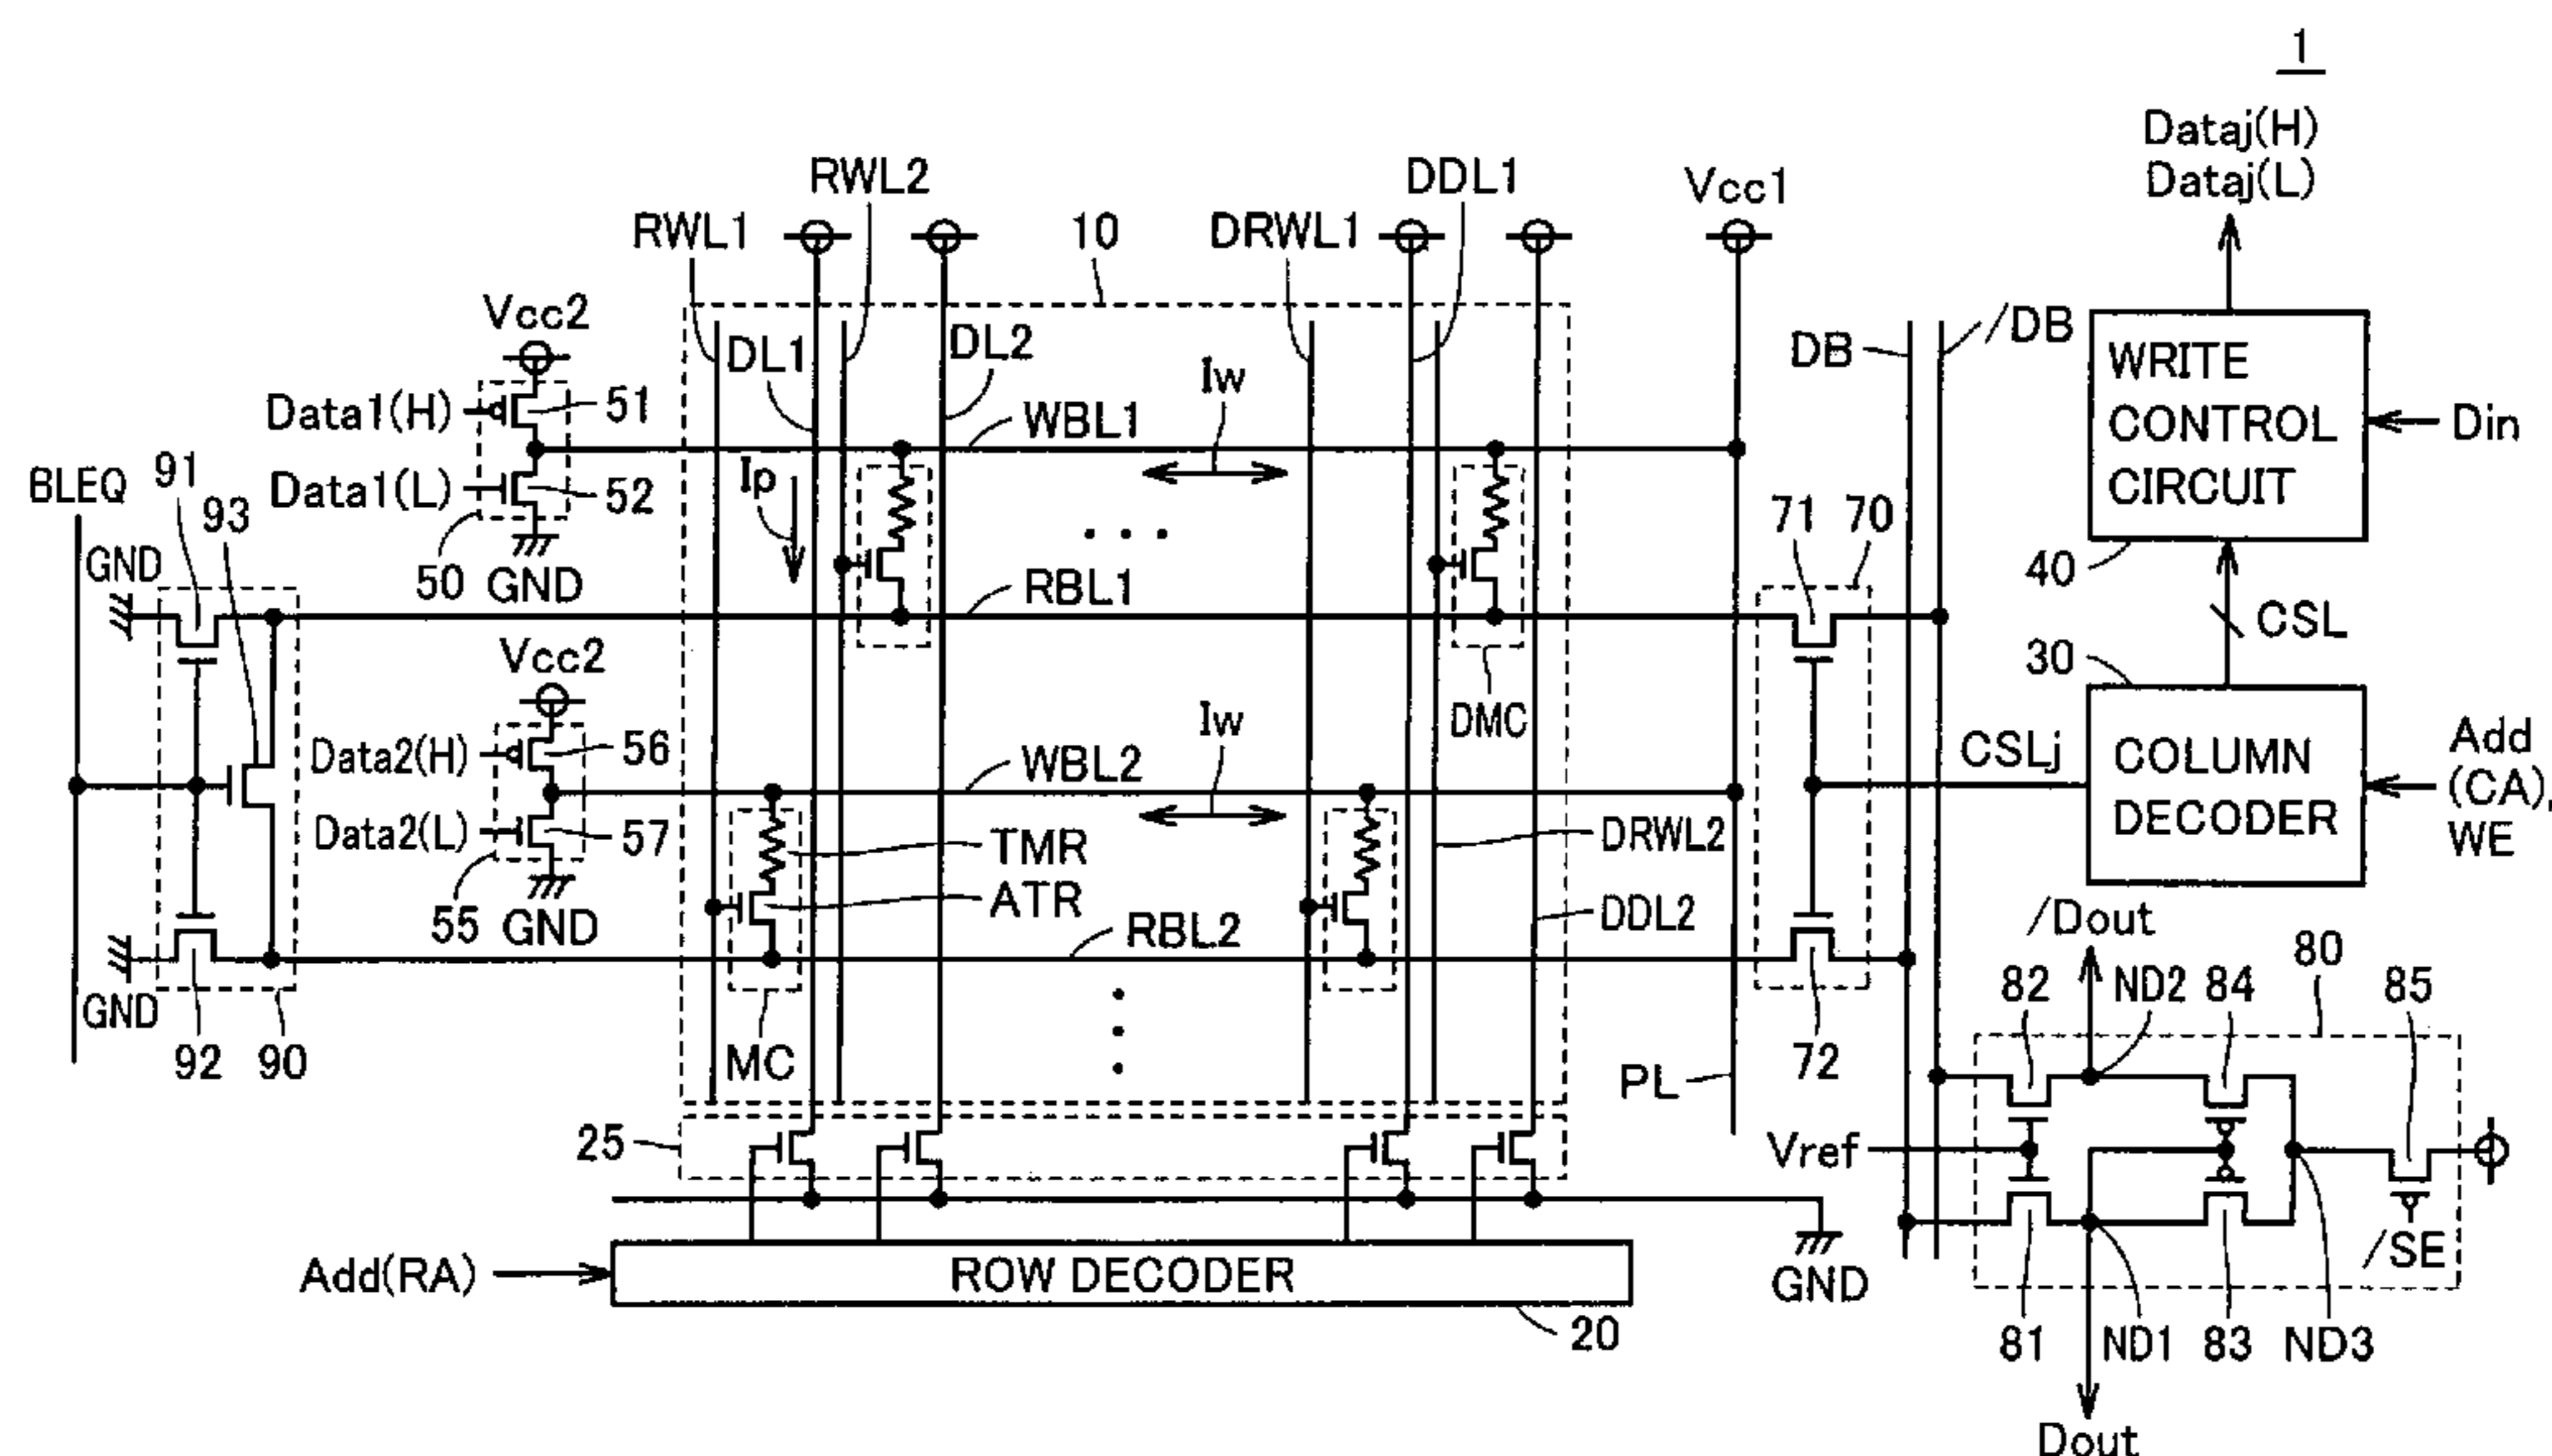 1
Dataj(H)
Dataj(L)
RWL2
DDL1
Vcc1
RWL1
10
DRWL1
Vcc2
DL1
DL2
Iw
DB
/DB
WRITE
CONTROL
CIRCUIT
Din
Data1(H)
51
WBL1
BLEQ
91
93
Data1(L)
52
Ip
71
70
GND
50
GND
RBL1
40
CSL
Vcc2
30
DMC
Data2(H)
56
Iw
WBL2
CSLj
COLUMN
DECODER
Add
(CA),
WE
Data2(L)
57
TMR
DRWL2
55
GND
ATR
RBL2
DDL2
/Dout
GND
92
90
MC
PL
72
82
ND2
84
80
85
25
Vref
/SE
Add(RA)
ROW DECODER
GND
20
81
ND1
83
ND3
Dout